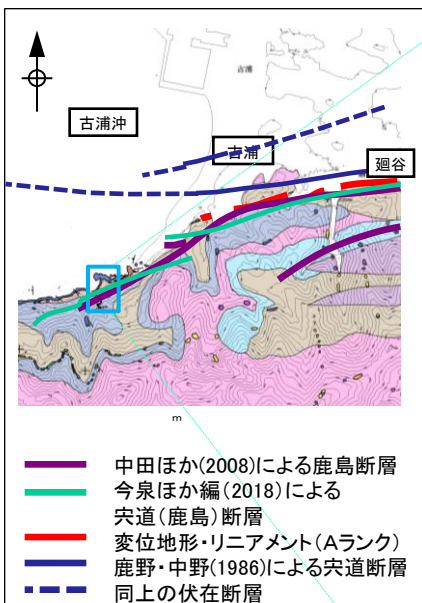 古浦
古浦沖
古浦
廻谷
m
中田ほか(2008)による鹿島断層
今泉ほか編(2018)による
宍道(鹿島)断層
変位地形・リニアメント(Aランク)
鹿野・中野(1986)による宍道断層
同上の伏在断層